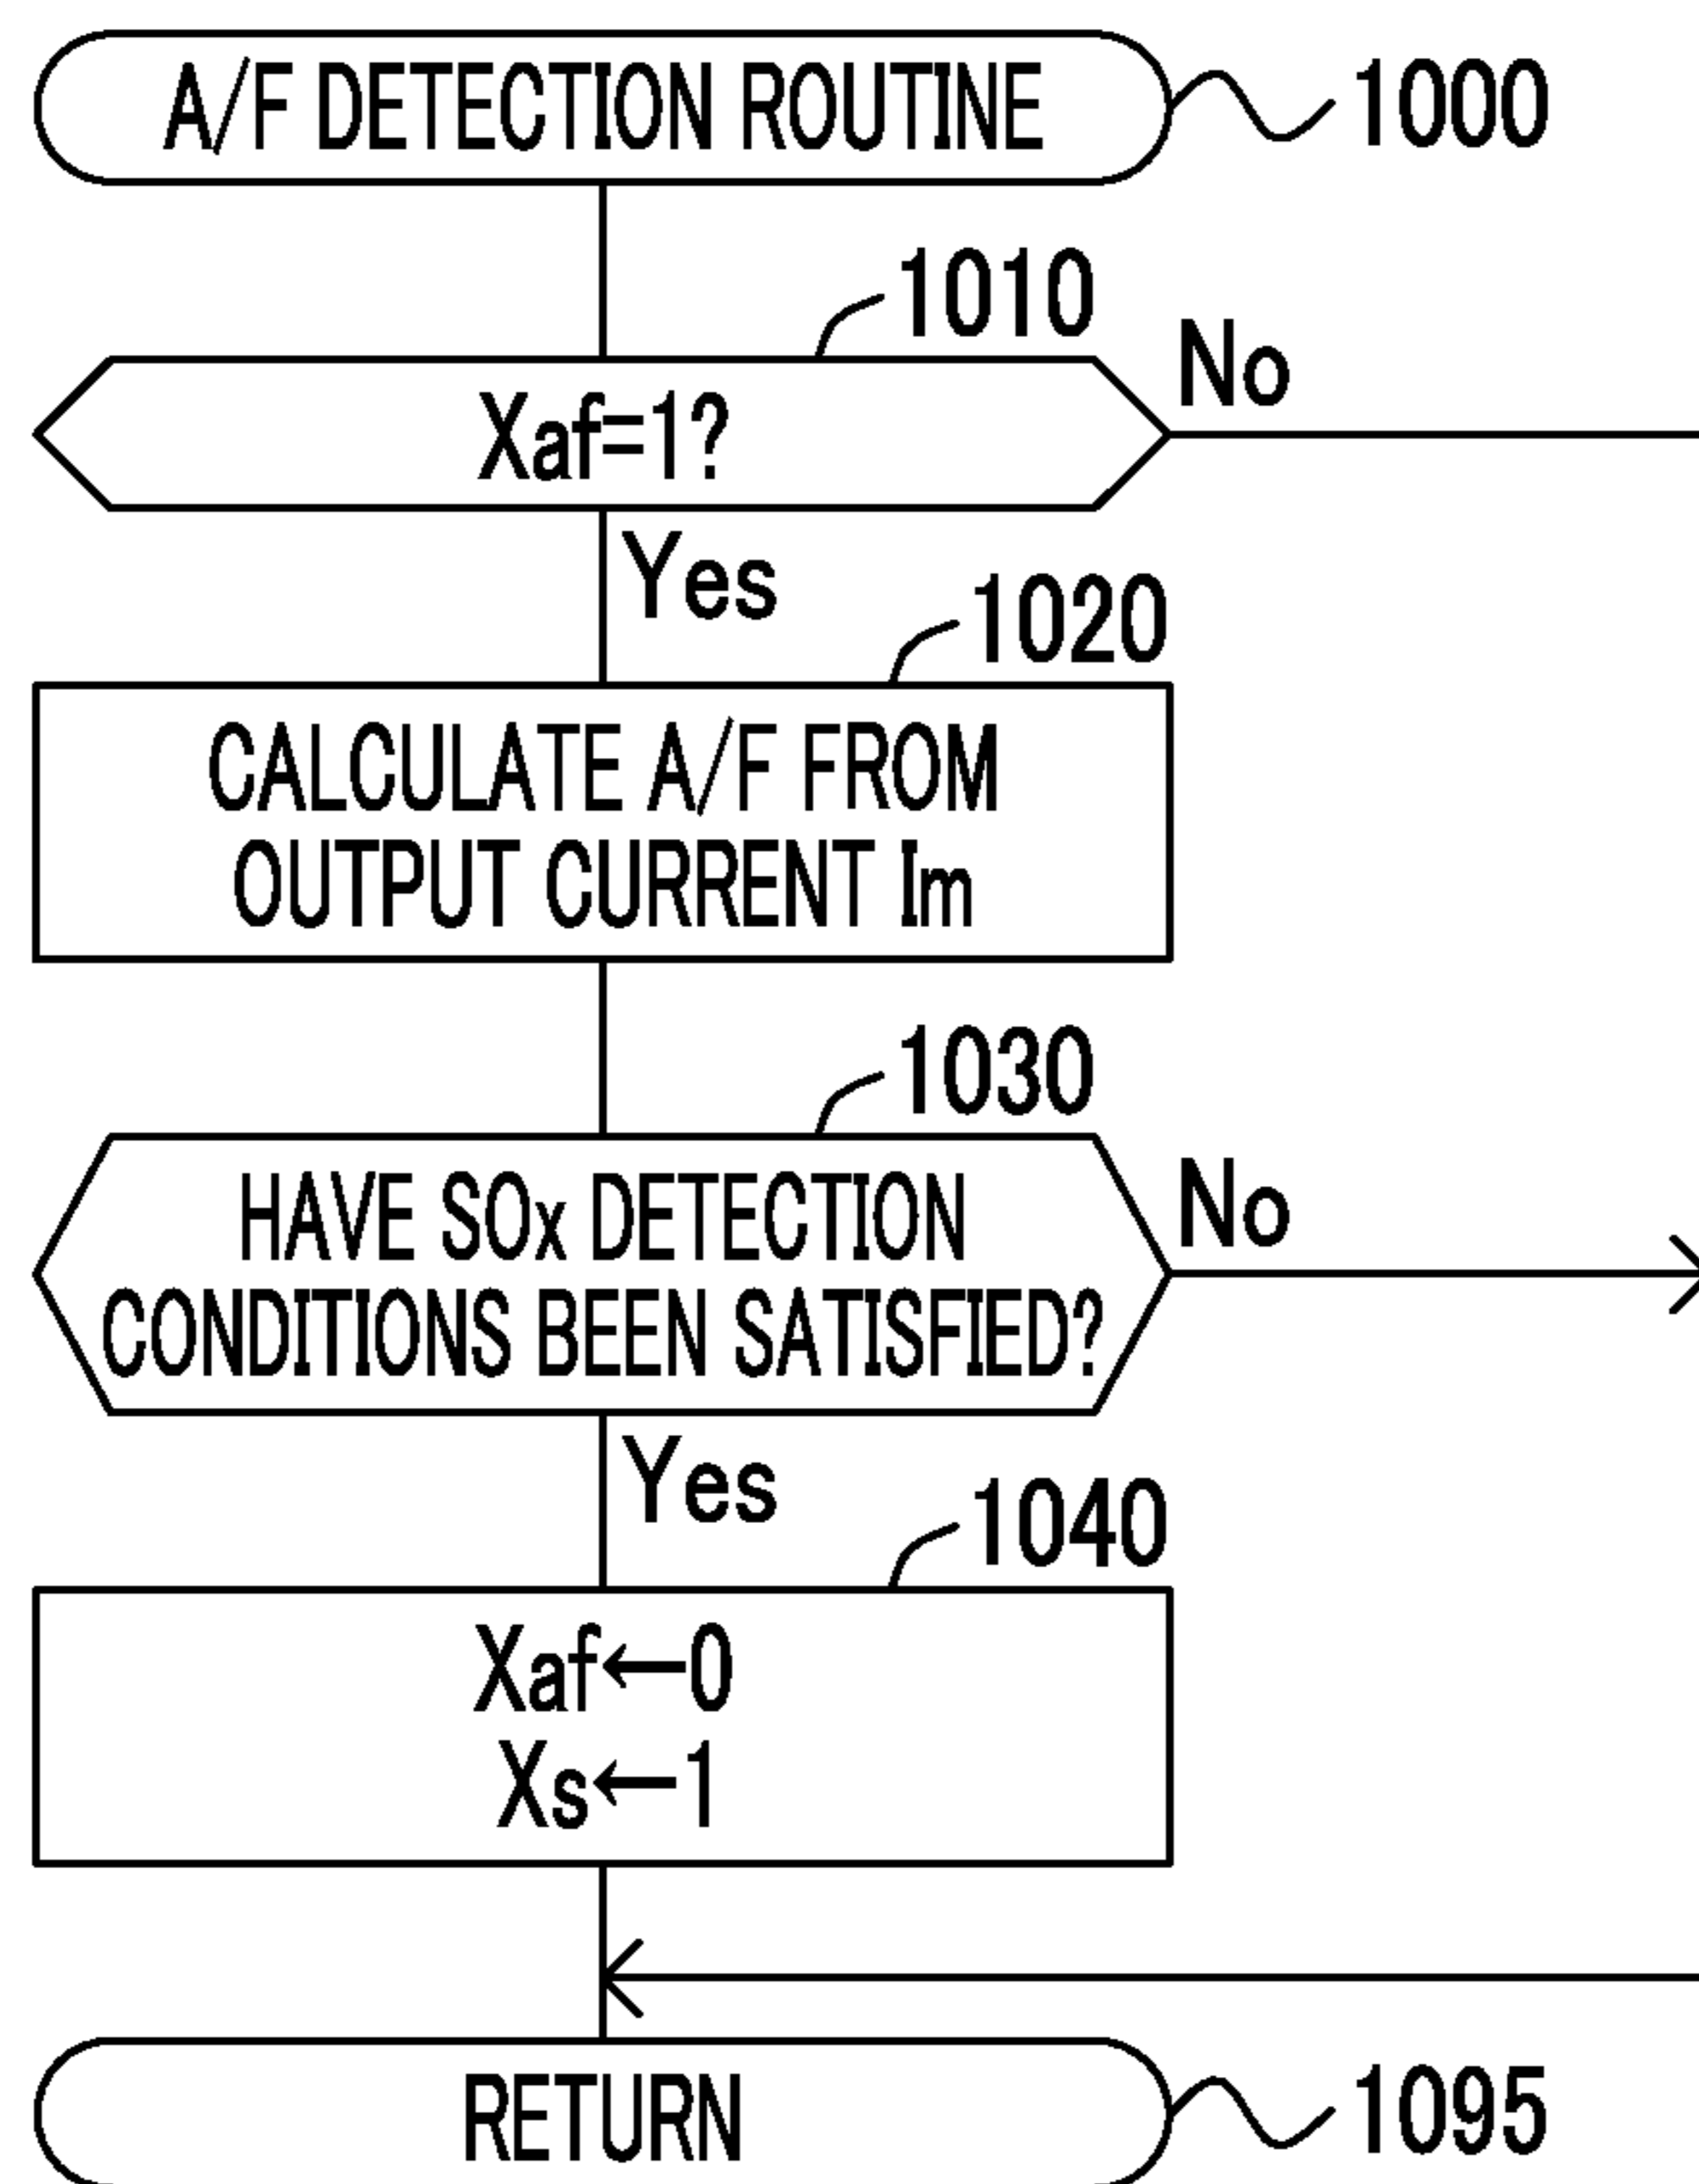 A/F DETECTION ROUTINE
1000
1010
Xaf=1?
No
Yes
1020
CALCULATE A/F FROM
OUTPUT CURRENT Im
1030
HAVE SOx DETECTION
CONDITIONS BEEN SATISFIED?
No
Yes
1040
Xaf←0
Xs←1
RETURN
1095